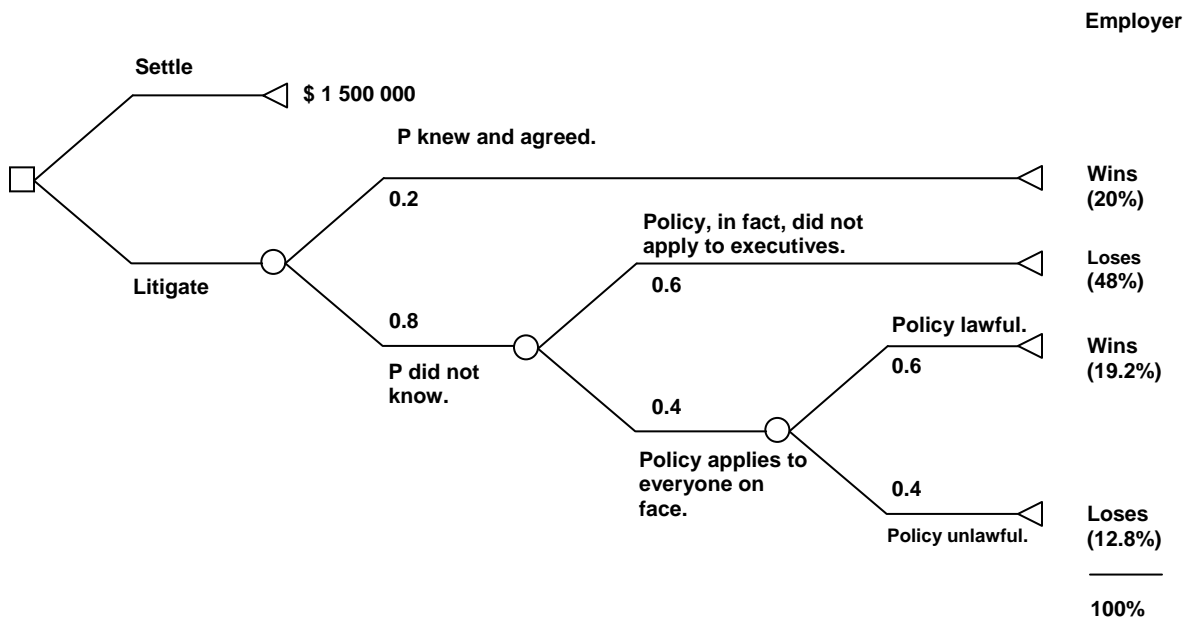 Employer
Settle
$ 1 500 000
P knew and agreed.
0.2
Wins
(20%)
Policy, in fact, did not
apply to executives.
0.6
Loses
(48%)
Litigate
0.8
P did not
know.
Policy lawful.
0.6
Wins
(19.2%)
0.4
Policy applies to
everyone on
face.
0.4
Policy unlawful.
Loses
(12.8%)
100%